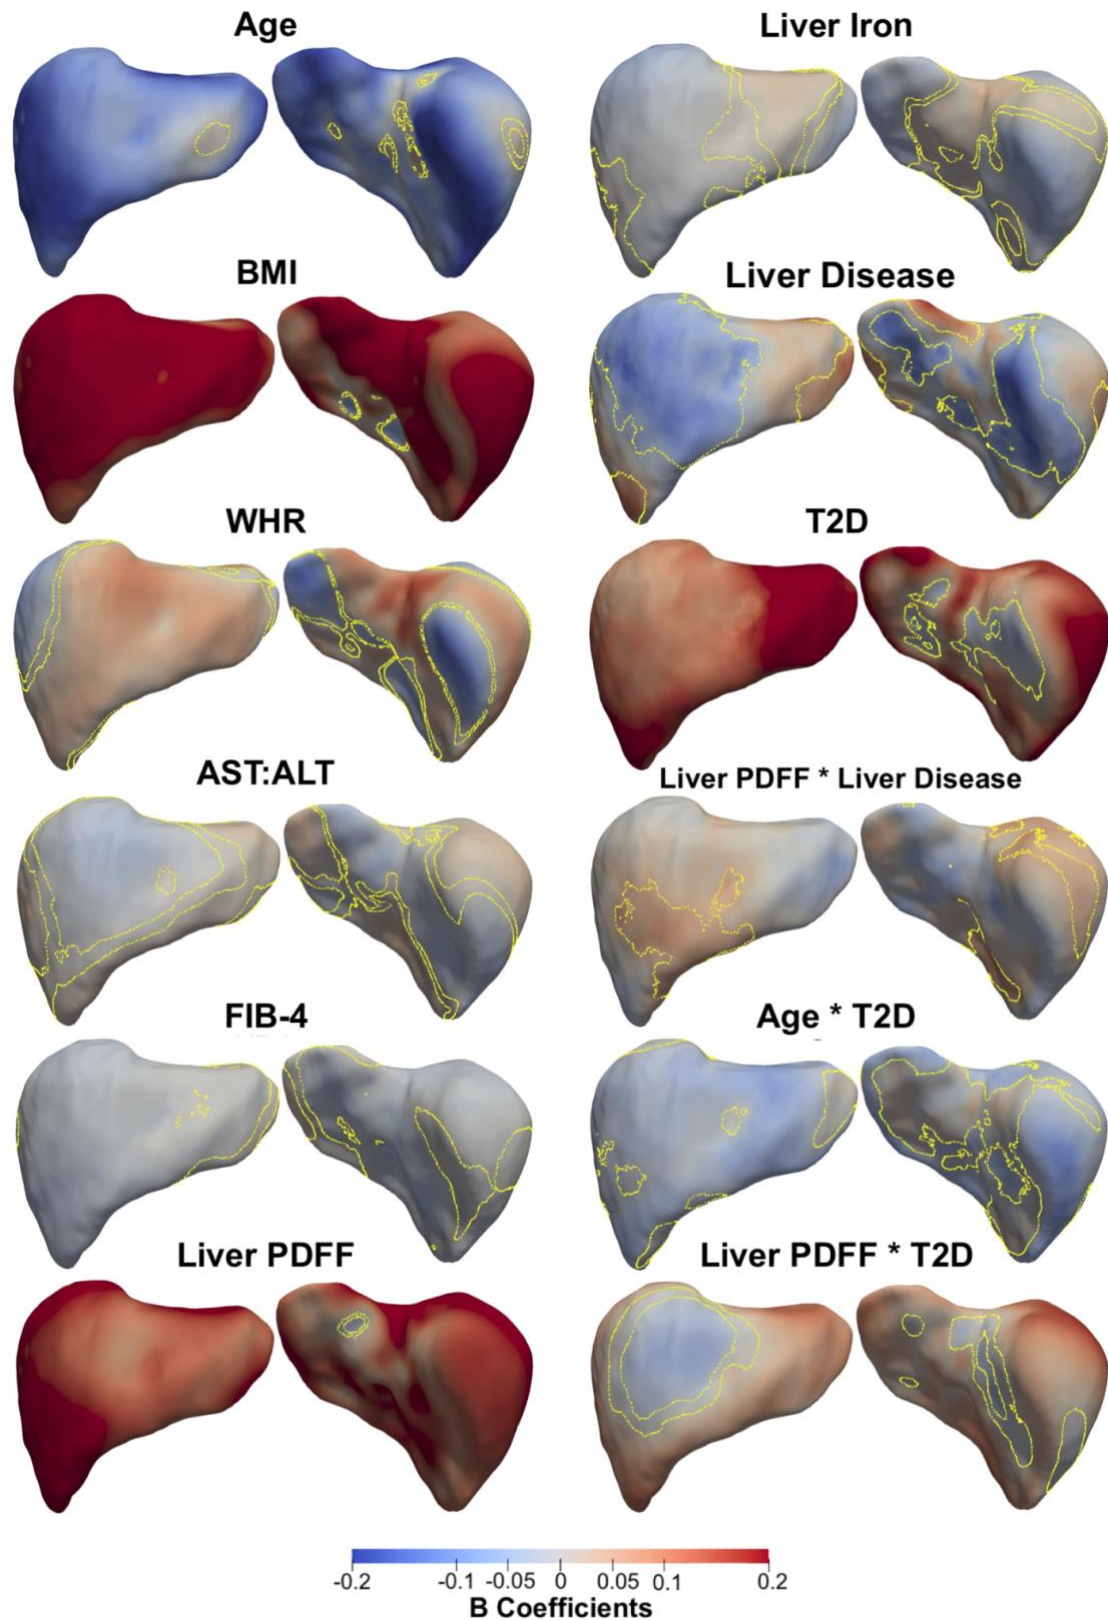 Age
Liver Iron
BMI
Liver Disease
WHR
T2D
AST:ALT
Liver PDFF * Liver Disease
FIB-4
Age * T2D
Liver PDFF
Liver PDFF * T2D
-0.2 -0.1 -0.05 0 0.05 0.1 0.2
B Coefficients